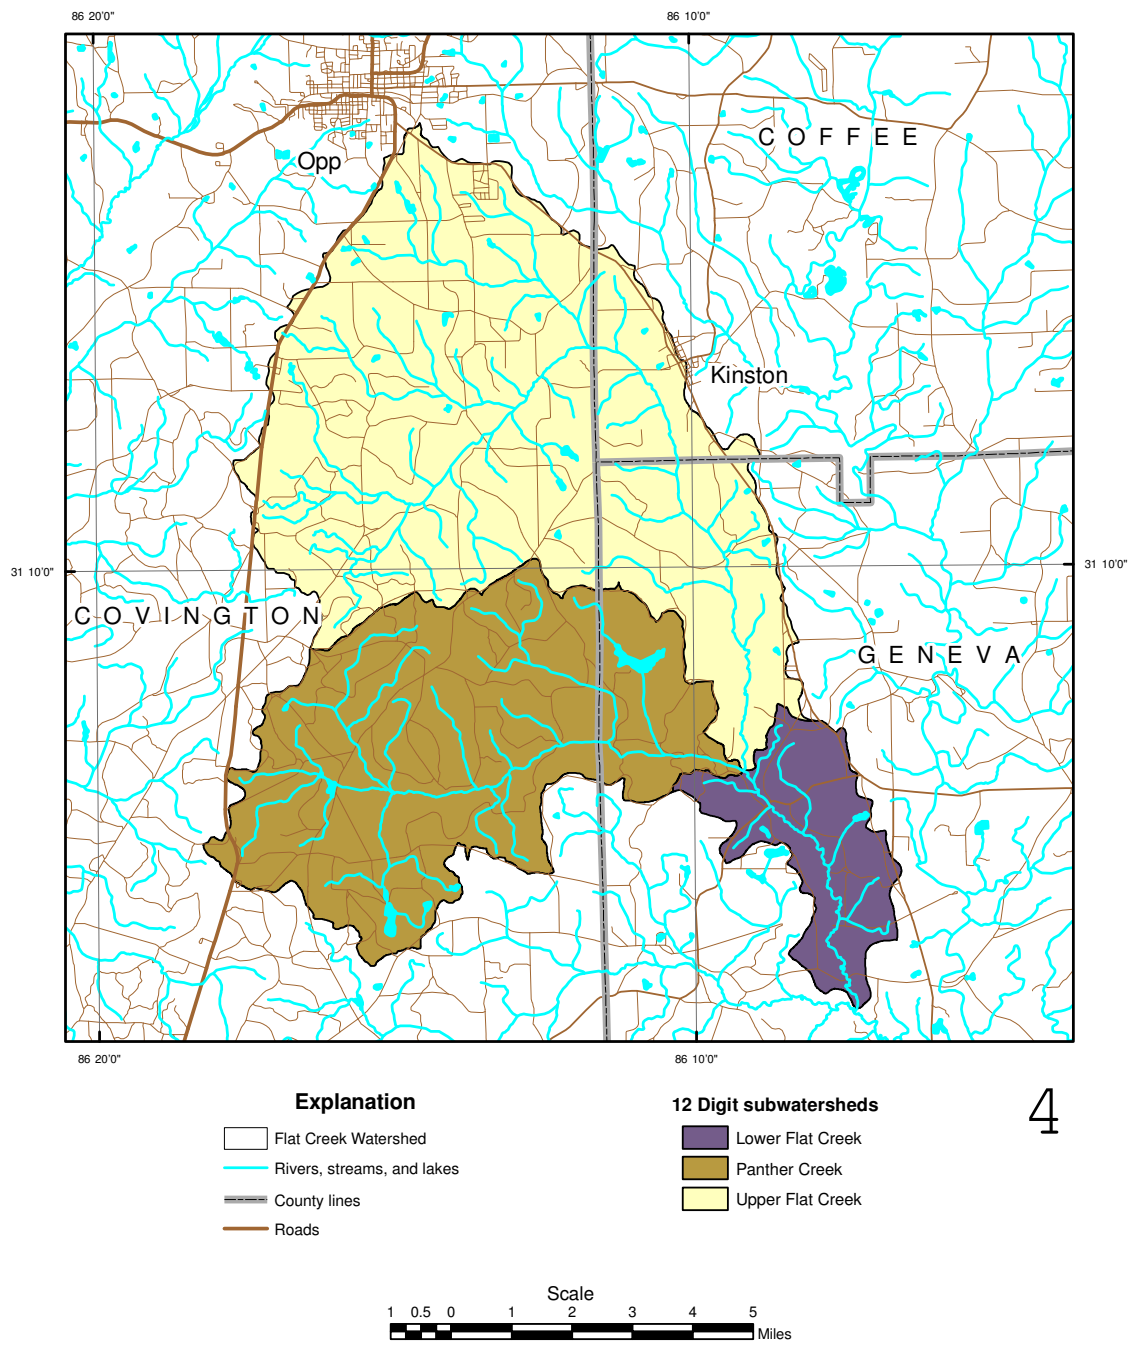 86 20'0" 86 10'0"
COFFEE
Opp
Kinston
31 10'0" 31 10'0"
COVINGTON
GENEVA
86 20'0" 86 10'0"
Explanation
Flat Creek Watershed
Rivers, streams, and lakes
County lines
Roads
12 Digit subwatersheds
Lower Flat Creek
Panther Creek
Upper Flat Creek
4
Scale
1 0.5 0 1 2 3 4 5
Miles